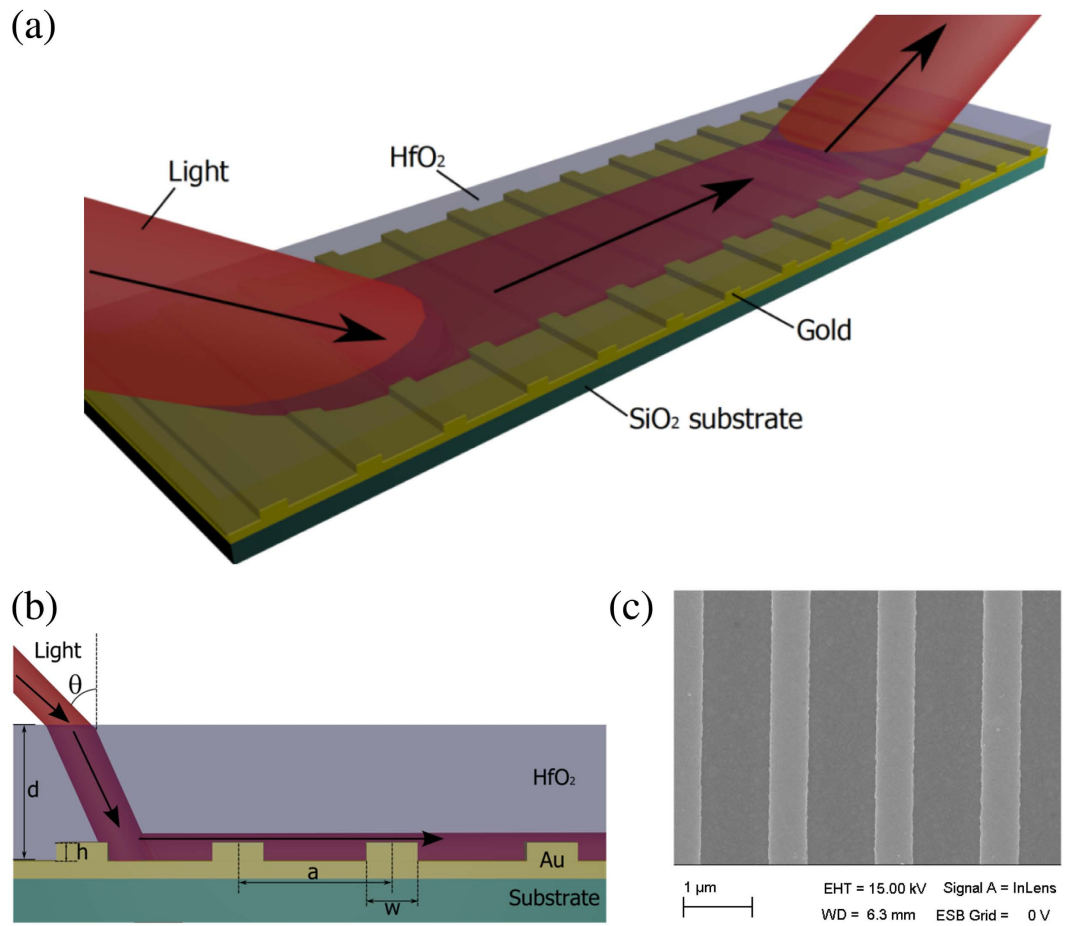 (a)
Light
HfO₂
Gold
SiO₂ substrate
(b)
Light
θ
d
HfO₂
h
a
w
Au
Substrate
(c)
1 μm
EHT = 15.00 kV Signal A = InLens
WD = 6.3 mm ESB Grid = 0 V